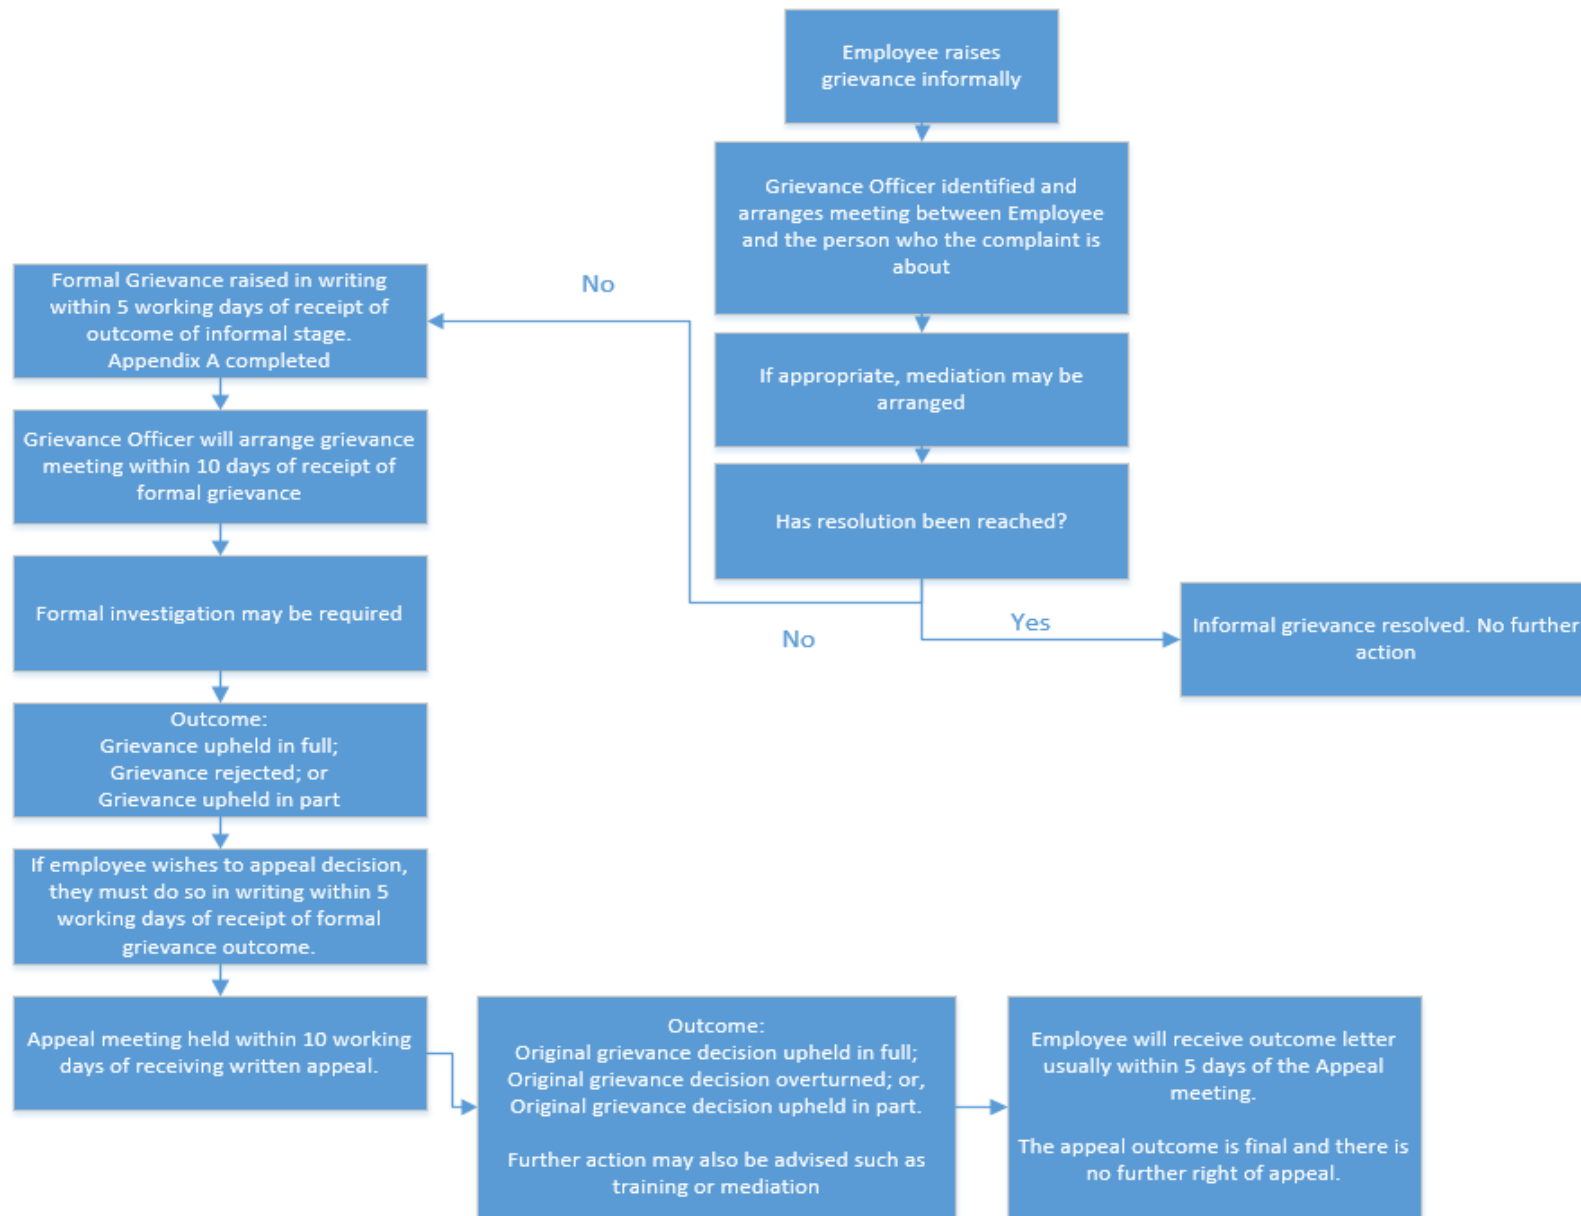 Employee raises
grievance informally
Grievance Officer identified and
arranges meeting between Employee
and the person who the complaint is
about
If appropriate, mediation may be
arranged
Has resolution been reached?
Yes
Informal grievance resolved. No further
action
No
No
Formal Grievance raised in writing
within 5 working days of receipt of
outcome of informal stage.
Appendix A completed
Grievance Officer will arrange grievance
meeting within 10 days of receipt of
formal grievance
Formal investigation may be required
Outcome:
Grievance upheld in full;
Grievance rejected; or
Grievance upheld in part
If employee wishes to appeal decision,
they must do so in writing within 5
working days of receipt of formal
grievance outcome.
Appeal meeting held within 10 working
days of receiving written appeal.
Outcome:
Original grievance decision upheld in full;
Original grievance decision overturned; or,
Original grievance decision upheld in part.
Further action may also be advised such as
training or mediation
Employee will receive outcome letter
usually within 5 days of the Appeal
meeting.
The appeal outcome is final and there is
no further right of appeal.